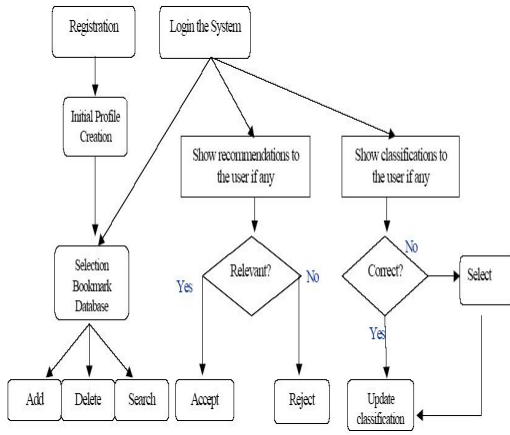 Registration
Login the System
Initial Profile
Creation
Show recommendations to
the user if any
Show classifications to
the user if any
Selection
Bookmark
Database
Relevant?
Yes
No
Correct?
No
Yes
Select
Add
Delete
Search
Accept
Reject
Update
classification